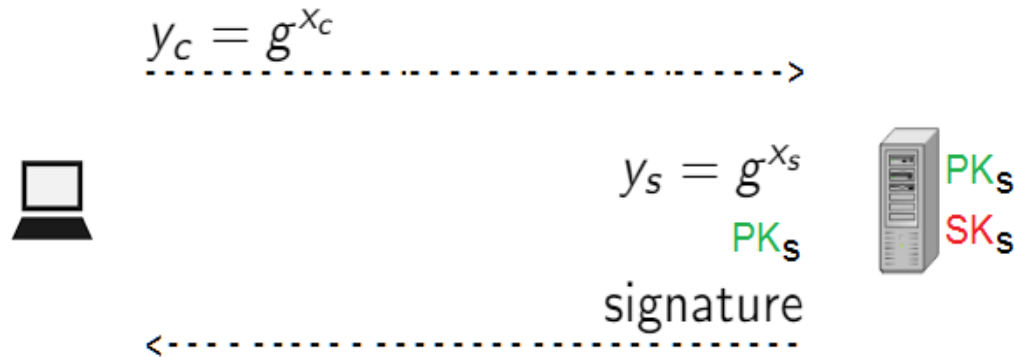 y_c = g^{x_c}
y_s = g^{x_s}
PK_S
PK_S
SK_S
signature